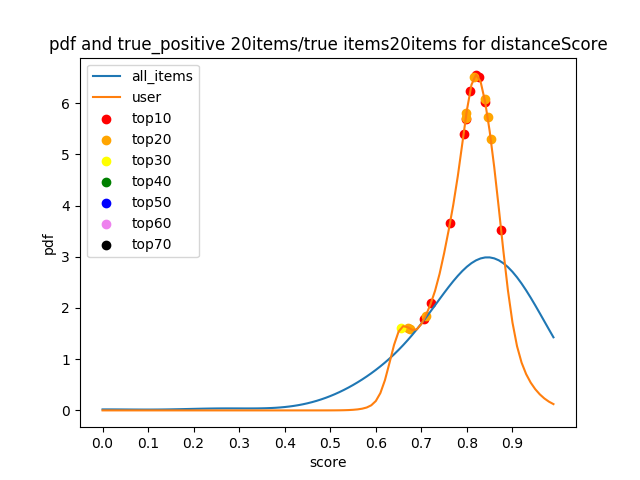 pdf and true_positive 20items/true items20items for distanceScore
all_items
user
top10
top20
top30
top40
top50
top60
top70
pdf
6
5
4
3
2
1
0
0.0 0.1 0.2 0.3 0.4 0.5 0.6 0.7 0.8 0.9
score